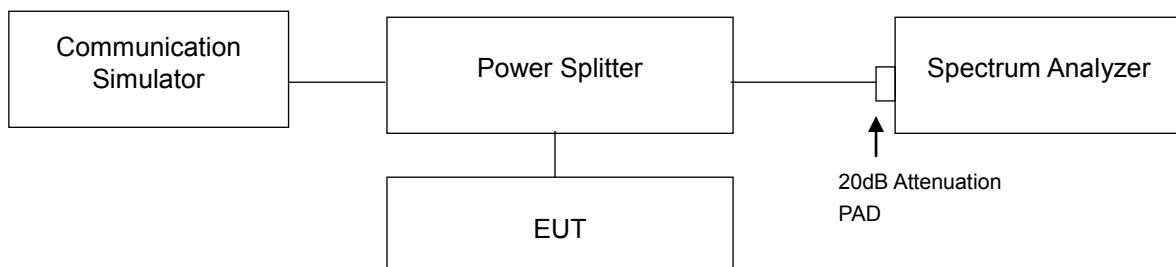 Communication
Simulator
Power Splitter
Spectrum Analyzer
20dB Attenuation
PAD
EUT